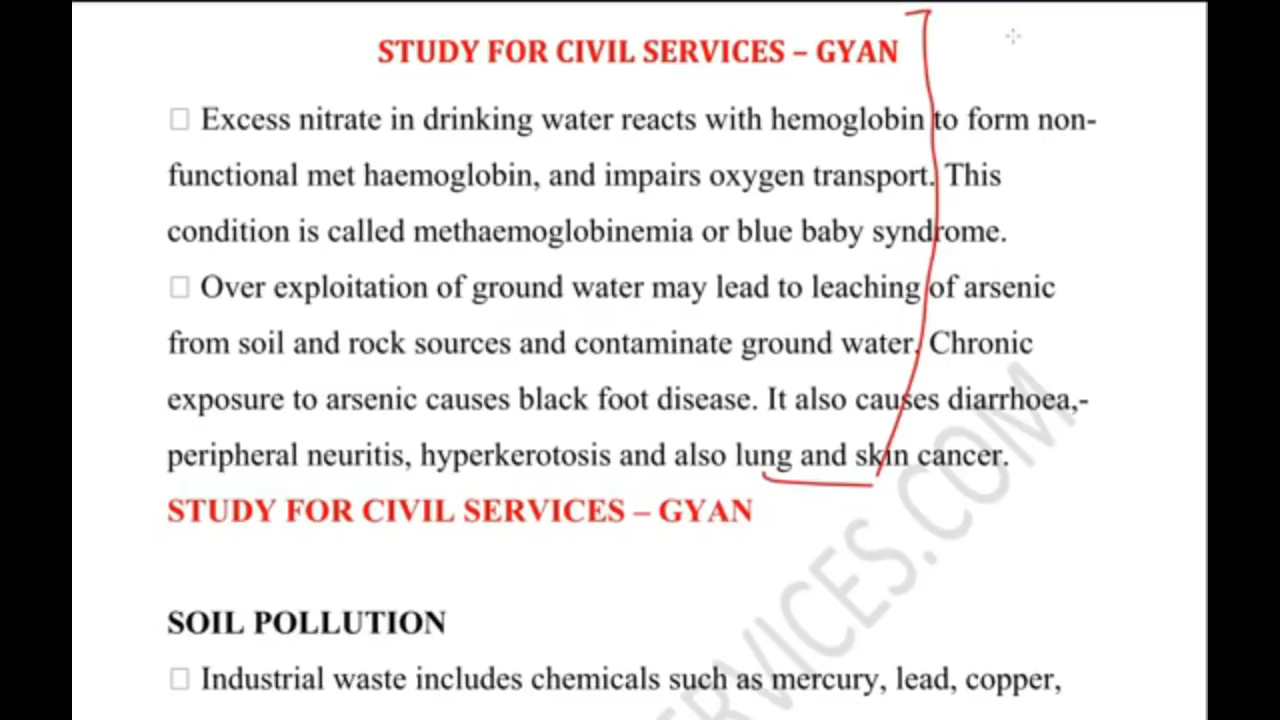 STUDY FOR CIVIL SERVICES – GYAN
☐ Excess nitrate in drinking water reacts with hemoglobin to form non-
functional met haemoglobin, and impairs oxygen transport. This
condition is called methaemoglobinemia or blue baby syndrome.
☐ Over exploitation of ground water may lead to leaching of arsenic
from soil and rock sources and contaminate ground water. Chronic
exposure to arsenic causes black foot disease. It also causes diarrhoea,-
peripheral neuritis, hyperkerotosis and also lung and skin cancer.
STUDY FOR CIVIL SERVICES – GYAN
SOIL POLLUTION
☐ Industrial waste includes chemicals such as mercury, lead, copper,
ERVICES.COM